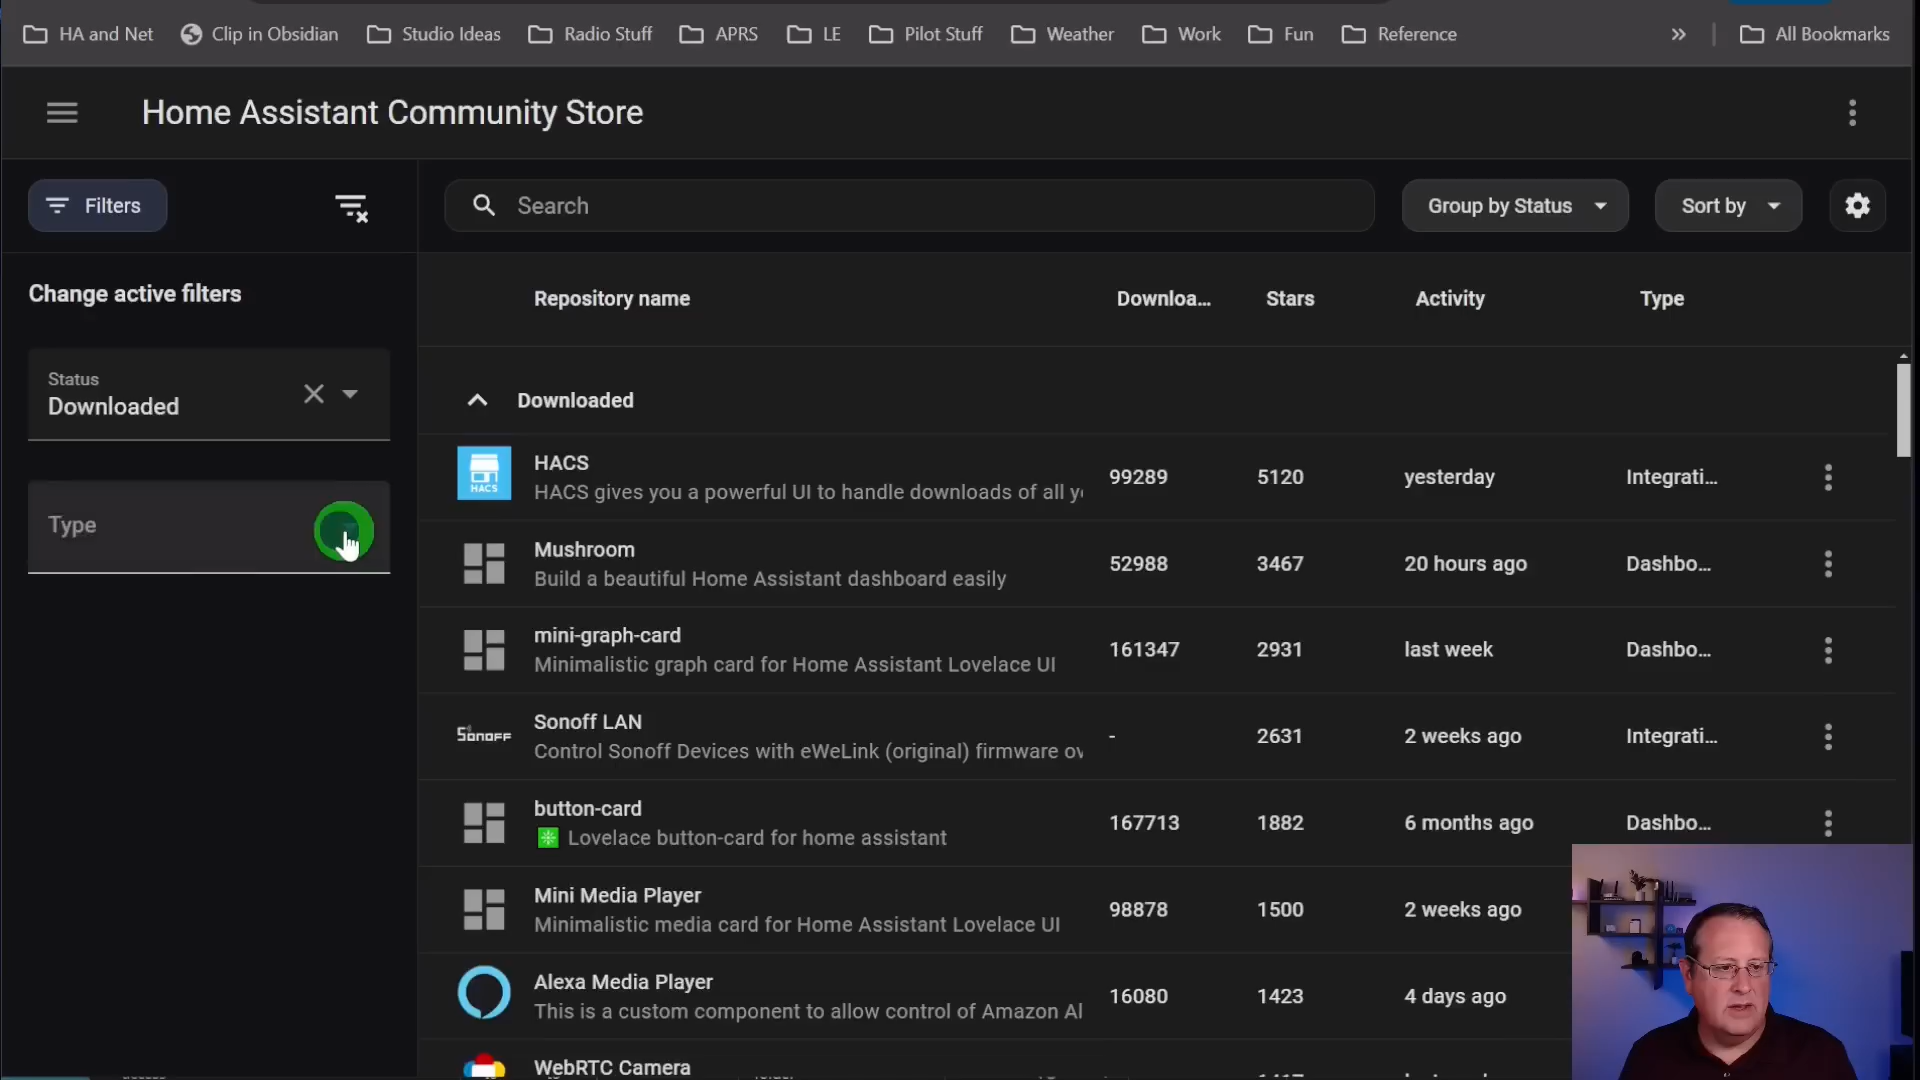 HA and Net
Clip in Obsidian
Studio Ideas
Radio Stuff
APRS
LE
Pilot Stuff
Weather
Work
Fun
Reference
»
All Bookmarks
Home Assistant Community Store
Filters
Search
Group by Status
Sort by
Change active filters
Status
Downloaded
Type
Repository name
Downloa...
Stars
Activity
Type
Downloaded
HACS
HACS
HACS gives you a powerful UI to handle downloads of all
99289
5120
yesterday
Integrati...
Mushroom
Build a beautiful Home Assistant dashboard easily
52988
3467
20 hours ago
Dashbo...
mini-graph-card
Minimalistic graph card for Home Assistant Lovelace UI
161347
2931
last week
Dashbo...
SONOFF
Sonoff LAN
Control Sonoff Devices with eWeLink (original) firmware
-
2631
2 weeks ago
Integrati...
button-card
Lovelace button-card for home assistant
167713
1882
6 months ago
Dashbo...
Mini Media Player
Minimalistic media card for Home Assistant Lovelace UI
98878
1500
2 weeks ago
Alexa Media Player
This is a custom component to allow control of Amazon Al
16080
1423
4 days ago
WebRTC Camera